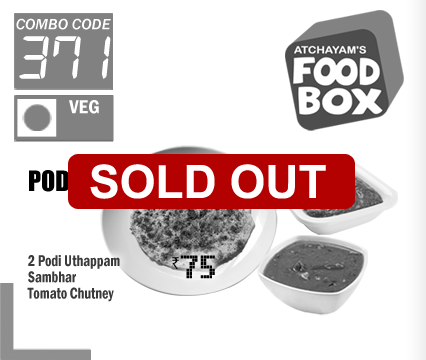 COMBO CODE
371
VEG
ATCHAYAM'S
FOOD
BOX
POD
SOLD OUT
2 Podi Uthappam
Sambhar
Tomato Chutney
₹75